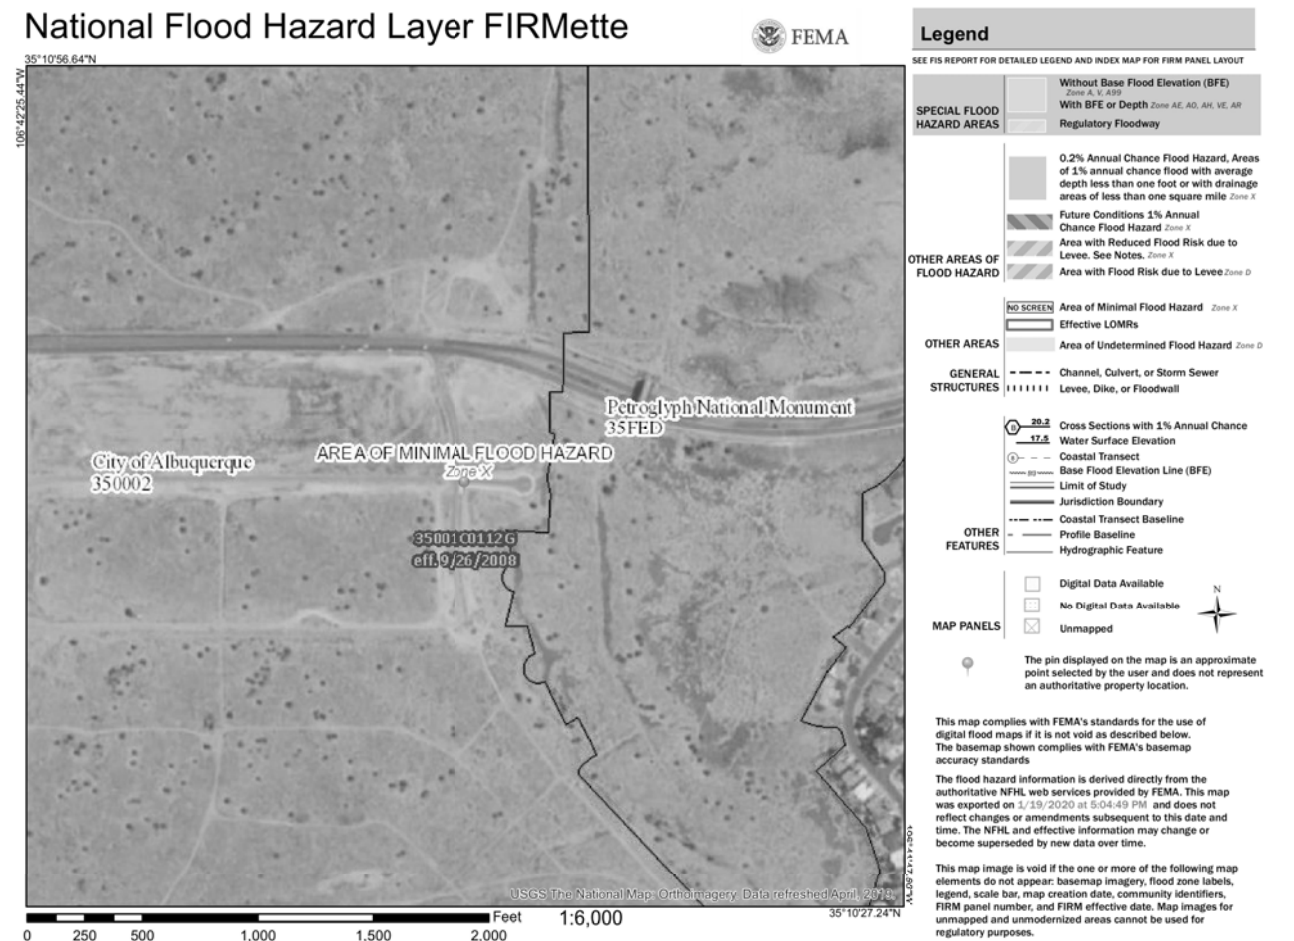 National Flood Hazard Layer FIRMette
FEMA
35°10'56.64"N
106°42'25.44"W
Petroglyph National Monument
35FED
AREA OF MINIMAL FLOOD HAZARD
Zone X
City of Albuquerque
350002
35001C0112G
eff. 9/26/2008
USGS The National Map: Orthoimagery. Data refreshed April, 2019.
35°10'27.24"N
Feet
1:6,000
0 250 500 1,000 1,500 2,000
Legend
SEE FIS REPORT FOR DETAILED LEGEND AND INDEX MAP FOR FIRM PANEL LAYOUT
SPECIAL FLOOD
HAZARD AREAS
Without Base Flood Elevation (BFE)
Zone A, V, A99
With BFE or Depth Zone AE, AO, AH, VE, AR
Regulatory Floodway
OTHER AREAS OF
FLOOD HAZARD
0.2% Annual Chance Flood Hazard, Areas
of 1% annual chance flood with average
depth less than one foot or with drainage
areas of less than one square mile Zone X
Future Conditions 1% Annual
Chance Flood Hazard Zone X
Area with Reduced Flood Risk due to
Levee. See Notes. Zone X
Area with Flood Risk due to Levee Zone D
OTHER AREAS
NO SCREEN Area of Minimal Flood Hazard Zone X
Effective LOMRs
Area of Undetermined Flood Hazard Zone D
GENERAL
STRUCTURES
Channel, Culvert, or Storm Sewer
Levee, Dike, or Floodwall
OTHER
FEATURES
B 20.2 Cross Sections with 1% Annual Chance
17.5 Water Surface Elevation
Coastal Transect
Base Flood Elevation Line (BFE)
Limit of Study
Jurisdiction Boundary
Coastal Transect Baseline
Profile Baseline
Hydrographic Feature
MAP PANELS
Digital Data Available
No Digital Data Available
Unmapped
N
The pin displayed on the map is an approximate
point selected by the user and does not represent
an authoritative property location.
This map complies with FEMA's standards for the use of
digital flood maps if it is not void as described below.
The basemap shown complies with FEMA's basemap
accuracy standards
The flood hazard information is derived directly from the
authoritative NFHL web services provided by FEMA. This map
was exported on 1/19/2020 at 5:04:49 PM and does not
reflect changes or amendments subsequent to this date and
time. The NFHL and effective information may change or
become superseded by new data over time.
This map image is void if the one or more of the following map
elements do not appear: basemap imagery, flood zone labels,
legend, scale bar, map creation date, community identifiers,
FIRM panel number, and FIRM effective date. Map images for
unmapped and unmodernized areas cannot be used for
regulatory purposes.